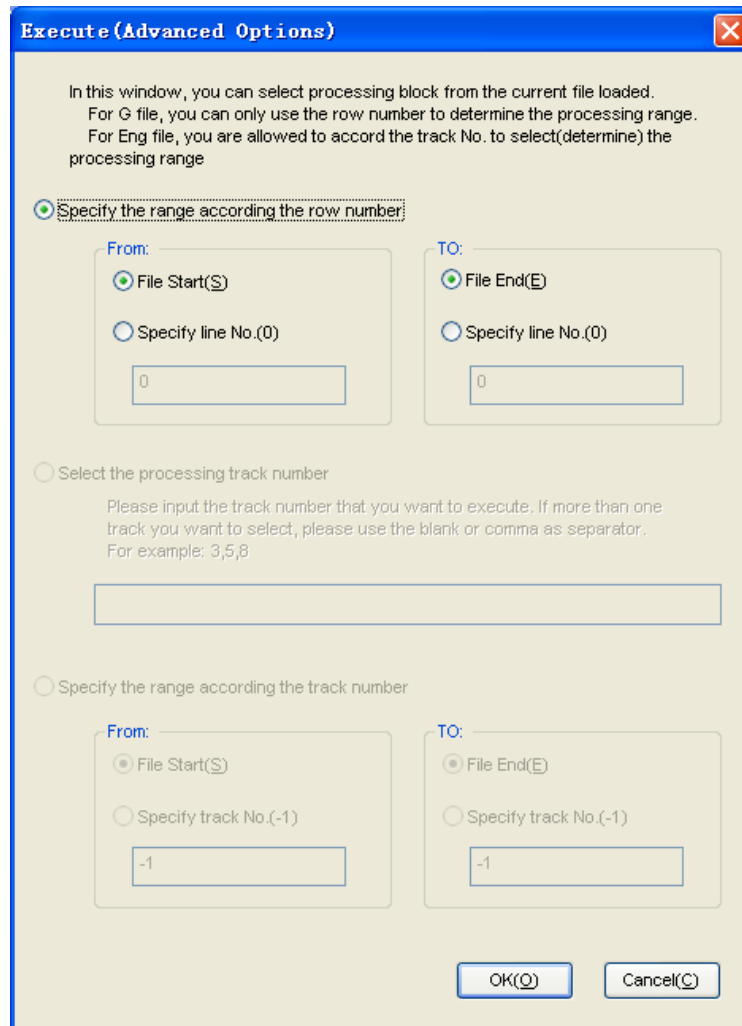 Execute(Advanced Options)
In this window, you can select processing block from the current file loaded.
For G file, you can only use the row number to determine the processing range.
For Eng file, you are allowed to accord the track No. to select(determine) the
processing range
Specify the range according the row number
From:
File Start(S)
Specify line No.(0)
0
TO:
File End(E)
Specify line No.(0)
0
Select the processing track number
Please input the track number that you want to execute. If more than one
track you want to select, please use the blank or comma as separator.
For example: 3,5,8
Specify the range according the track number
From:
File Start(S)
Specify track No.(-1)
-1
TO:
File End(E)
Specify track No.(-1)
-1
OK(O)
Cancel(C)